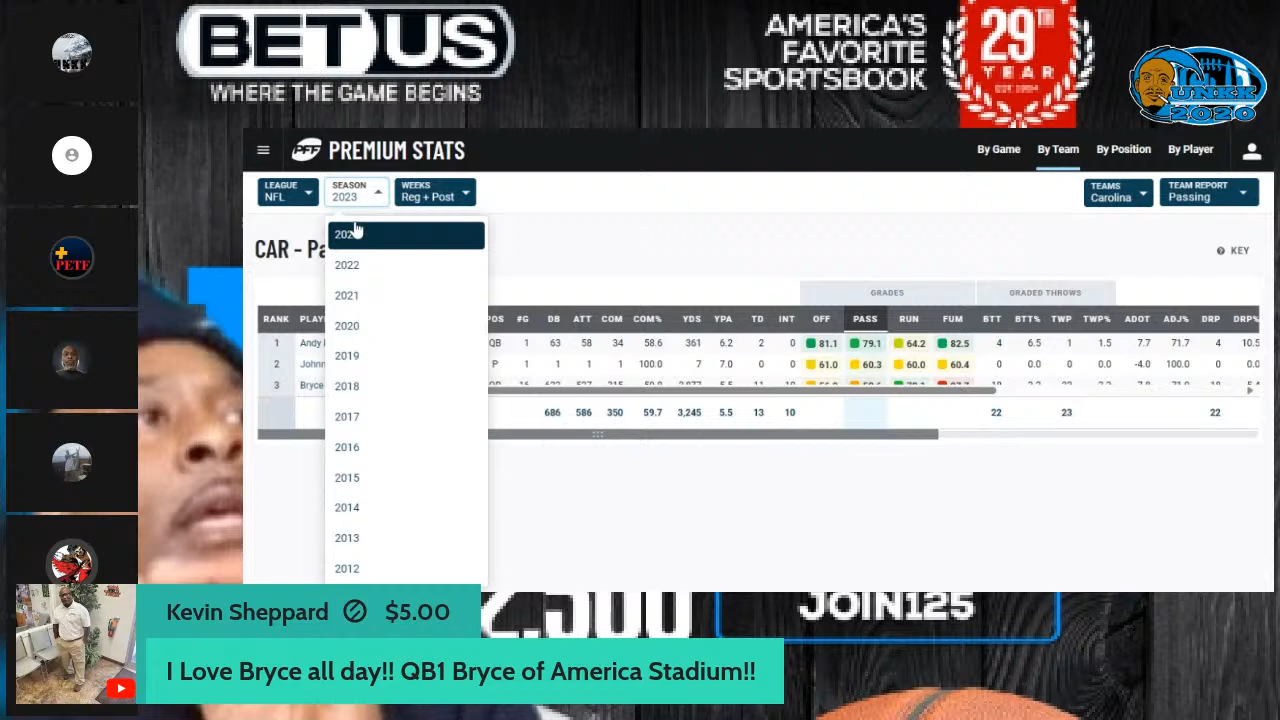 BETUS
WHERE THE GAME BEGINS
AMERICA'S
FAVORITE
SPORTSBOOK
29TH
YEAR
UNKK
2020
PFF PREMIUM STATS
By Game By Team By Position By Player
LEAGUE
NFL
SEASON
2023
WEEKS
Reg + Post
TEAMS
Carolina
TEAM REPORT
Passing
CAR - Pa
KEY
2022
2021
2020
2019
2018
2017
2016
2015
2014
2013
2012
GRADES GRADED THROWS
RANK PLAYE POS #G DB ATT COM COM% YDS YPA TD INT OFF PASS RUN FUM BTT BTT% TWP TWP% ADOT ADJ% DRP DRP%
1 Andy QB 1 63 58 34 58.6 361 6.2 2 0 81.1 79.1 64.2 82.5 4 6.5 1 1.5 7.7 71.7 4 10.5
2 Johnn P 1 1 1 1 100.0 7 7.0 0 0 61.0 60.3 60.0 60.4 0 0.0 0 0.0 -4.0 100.0 0 0.0
3 Bryce
686 586 350 59.7 3,245 5.5 13 10 22 23 22
PETE
2,500
JOIN125
Kevin Sheppard $5.00
I Love Bryce all day!! QB1 Bryce of America Stadium!!